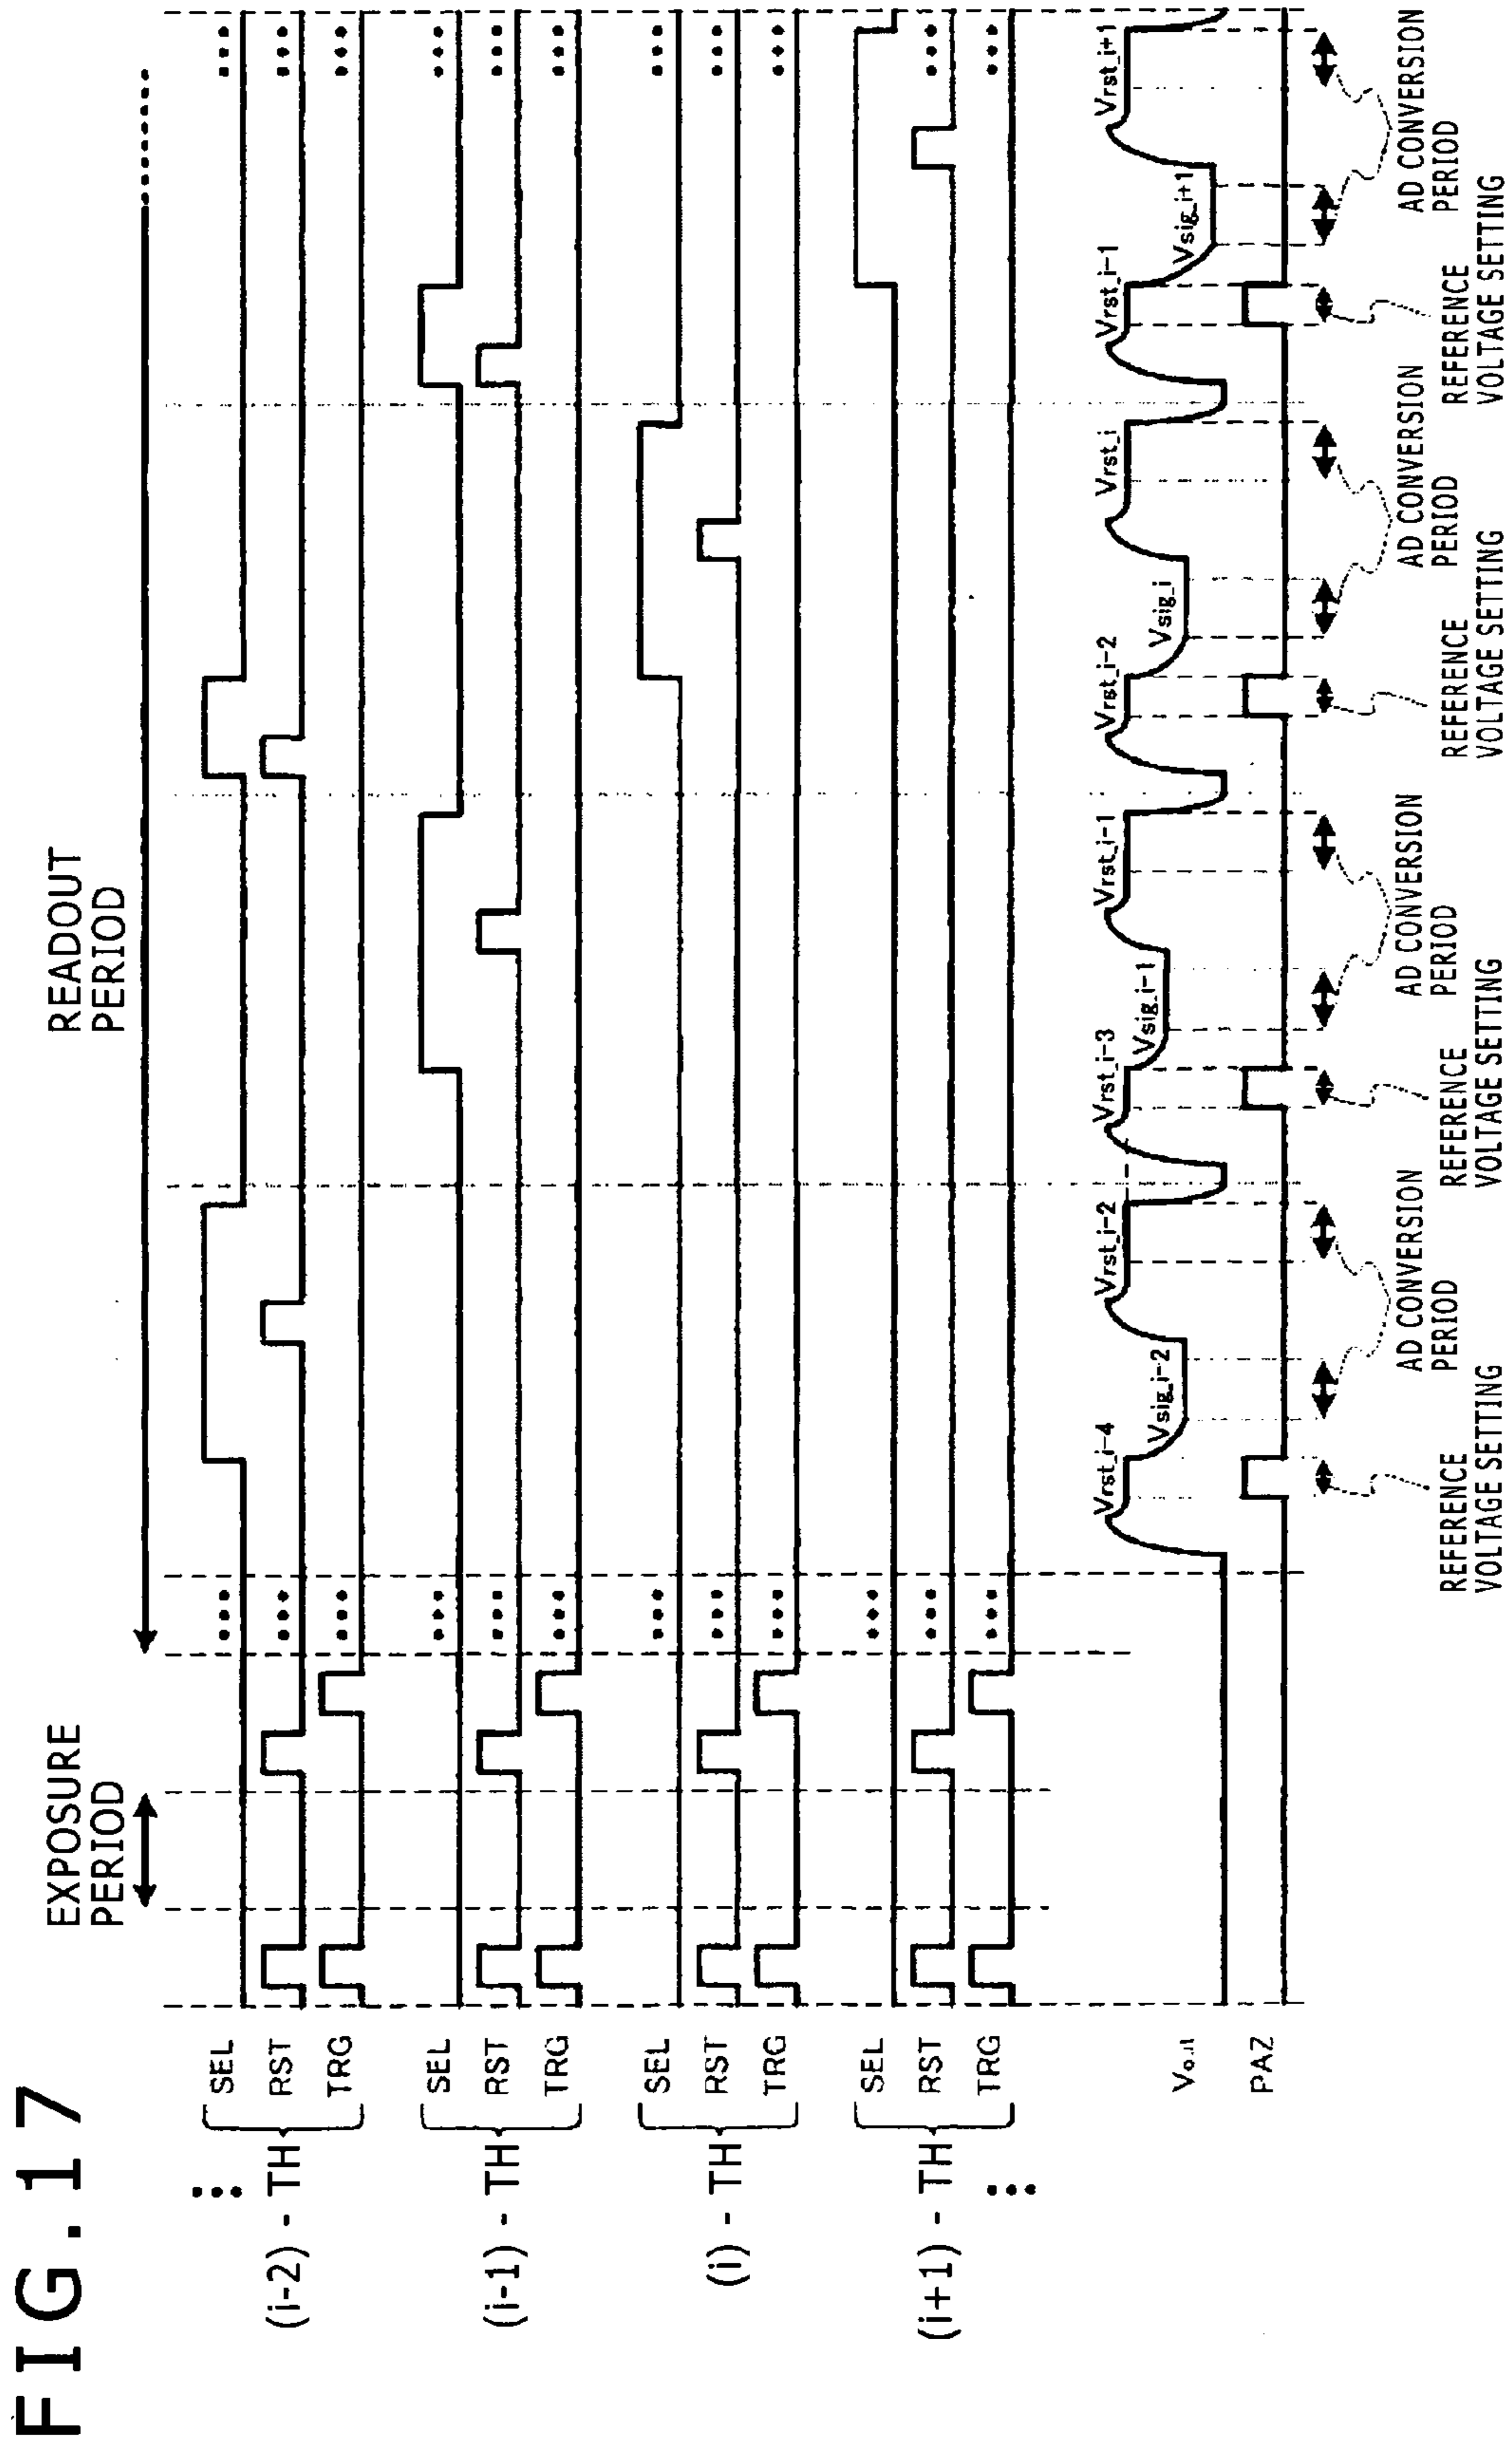 FIG. 17
EXPOSURE
PERIOD
READOUT
PERIOD
(i-2) - TH
SEL
RST
TRG
(i-1) - TH
SEL
RST
TRG
(i) - TH
SEL
RST
TRG
(i+1) - TH
SEL
RST
TRG
Vrst_i-4
Vsig_i-2
Vrst_i-2
Vrst_i-3
Vsig_i-1
Vrst_i-1
Vrst_i-2
Vsig_i
Vrst_i
Vrst_i-1
Vsig_i+1
Vrst_i+1
PAZ
REFERENCE
VOLTAGE SETTING
AD CONVERSION
PERIOD
REFERENCE
VOLTAGE SETTING
AD CONVERSION
PERIOD
REFERENCE
VOLTAGE SETTING
AD CONVERSION
PERIOD
REFERENCE
VOLTAGE SETTING
AD CONVERSION
PERIOD